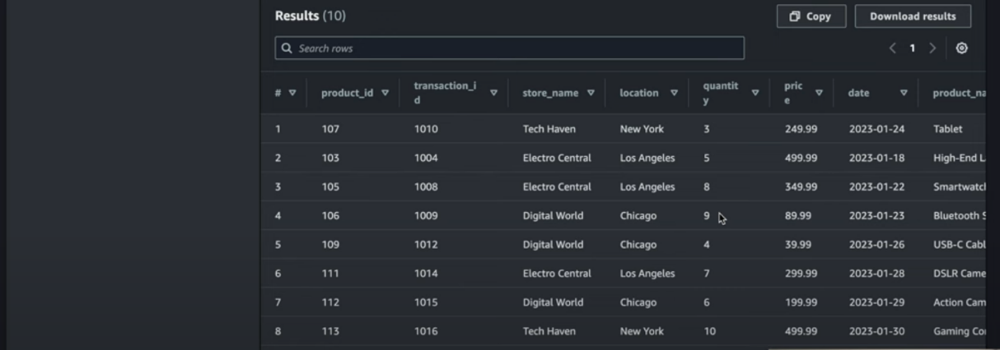 Results (10)
Copy
Download results
Search rows
1
# product_id transaction_i
d store_name location quantit
y pric
e date product_na
1 107 1010 Tech Haven New York 3 249.99 2023-01-24 Tablet
2 103 1004 Electro Central Los Angeles 5 499.99 2023-01-18 High-End L
3 105 1008 Electro Central Los Angeles 8 349.99 2023-01-22 Smartwatcl
4 106 1009 Digital World Chicago 9 89.99 2023-01-23 Bluetooth S
5 109 1012 Digital World Chicago 4 39.99 2023-01-26 USB-C Cabl
6 111 1014 Electro Central Los Angeles 7 299.99 2023-01-28 DSLR Came
7 112 1015 Digital World Chicago 6 199.99 2023-01-29 Action Cam
8 113 1016 Tech Haven New York 10 499.99 2023-01-30 Gaming Co